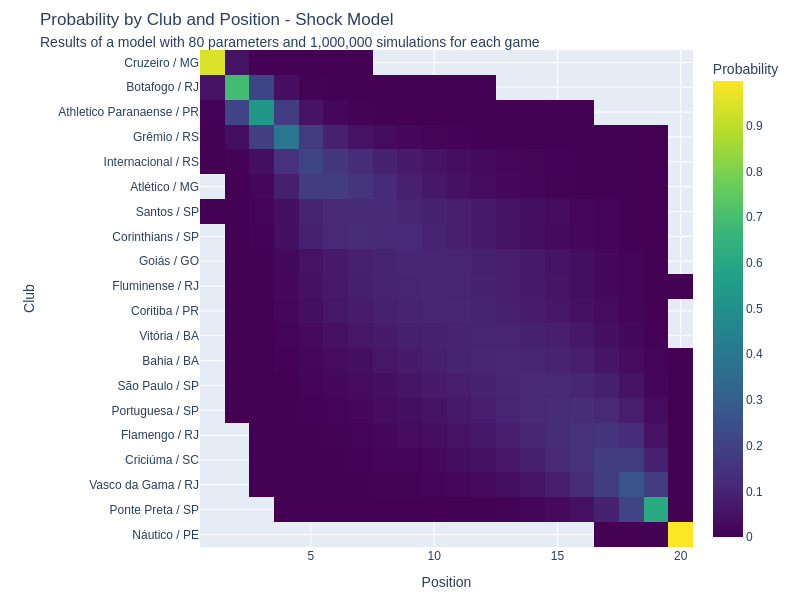 Probability by Club and Position - Shock Model
Results of a model with 80 parameters and 1,000,000 simulations for each game
Cruzeiro / MG
Botafogo / RJ
Athletico Paranaense / PR
Grêmio / RS
Internacional / RS
Atlético / MG
Santos / SP
Corinthians / SP
Goiás / GO
Fluminense / RJ
Coritiba / PR
Vitória / BA
Bahia / BA
São Paulo / SP
Portuguesa / SP
Flamengo / RJ
Criciúma / SC
Vasco da Gama / RJ
Ponte Preta / SP
Náutico / PE
Club
5
10
15
20
Position
Probability
0.9
0.8
0.7
0.6
0.5
0.4
0.3
0.2
0.1
0